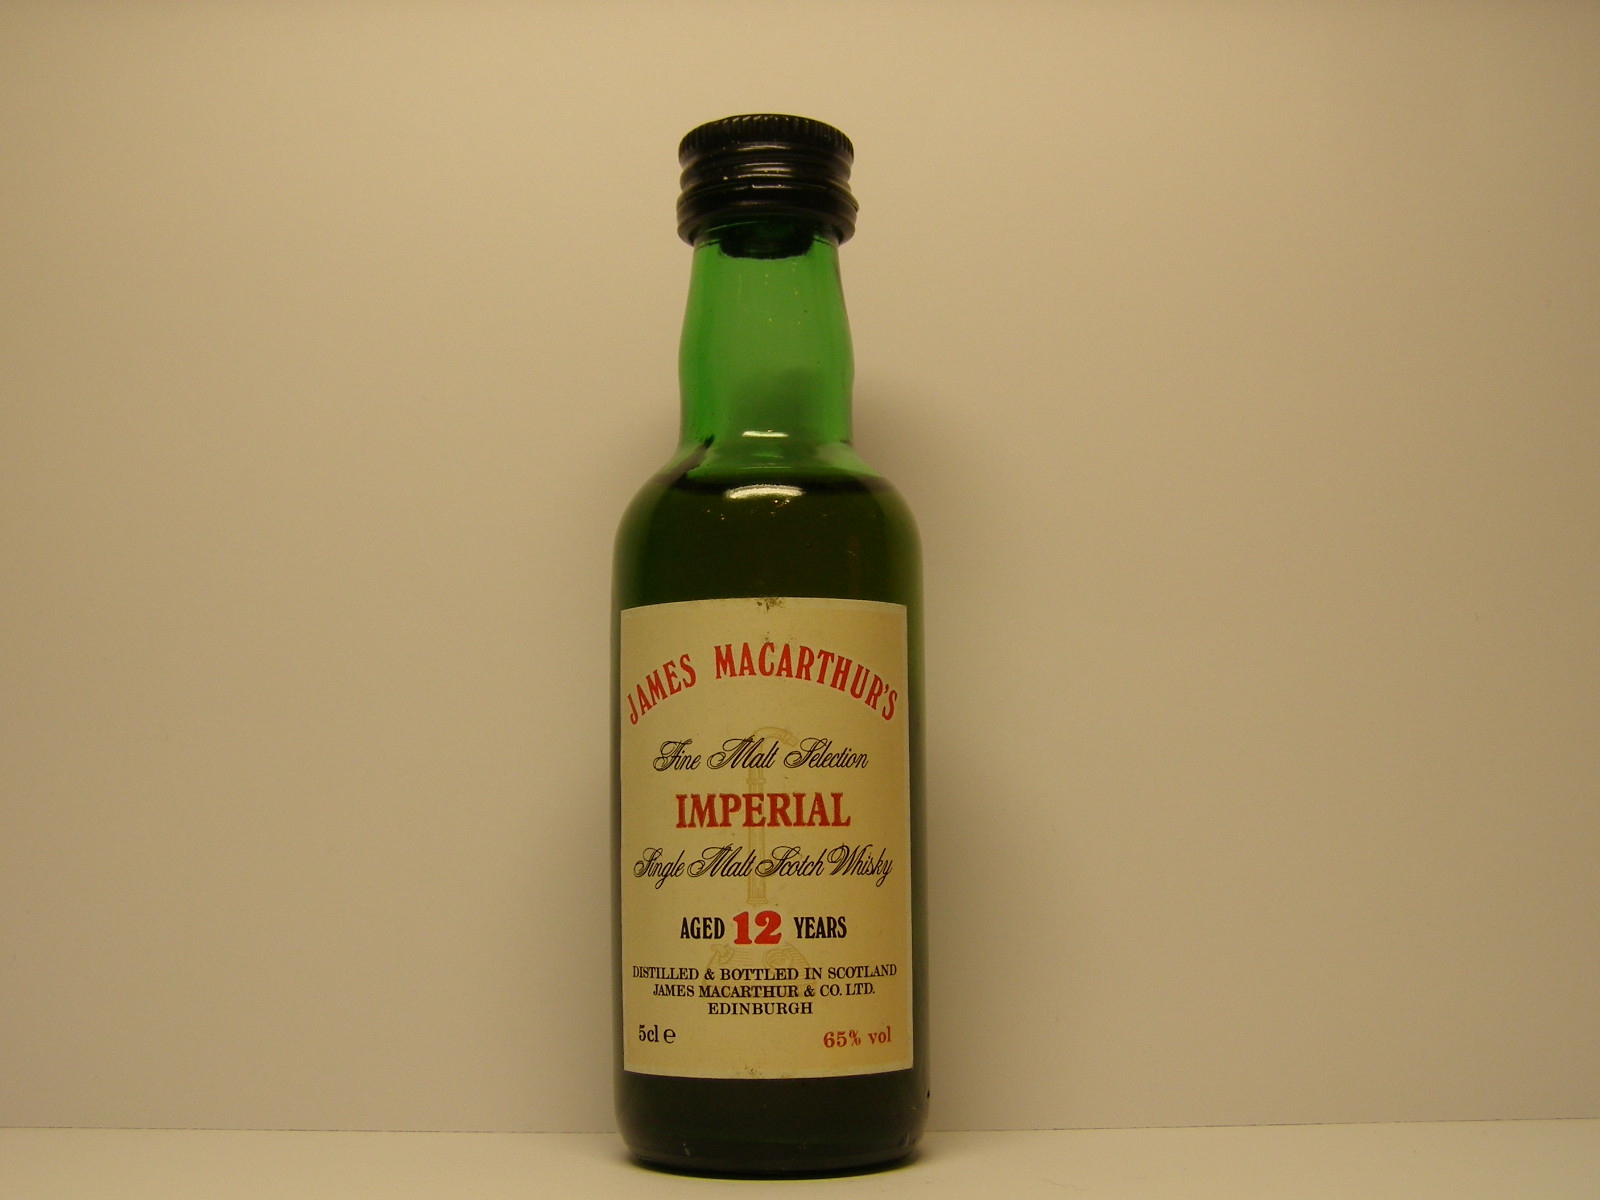 JAMES MACARTHUR'S
Fine Malt Selection
IMPERIAL
Single Malt Scotch Whisky
AGED 12 YEARS
DISTILLED & BOTTLED IN SCOTLAND
JAMES MACARTHUR & CO. LTD.
EDINBURGH
5cl ℮ 65% vol